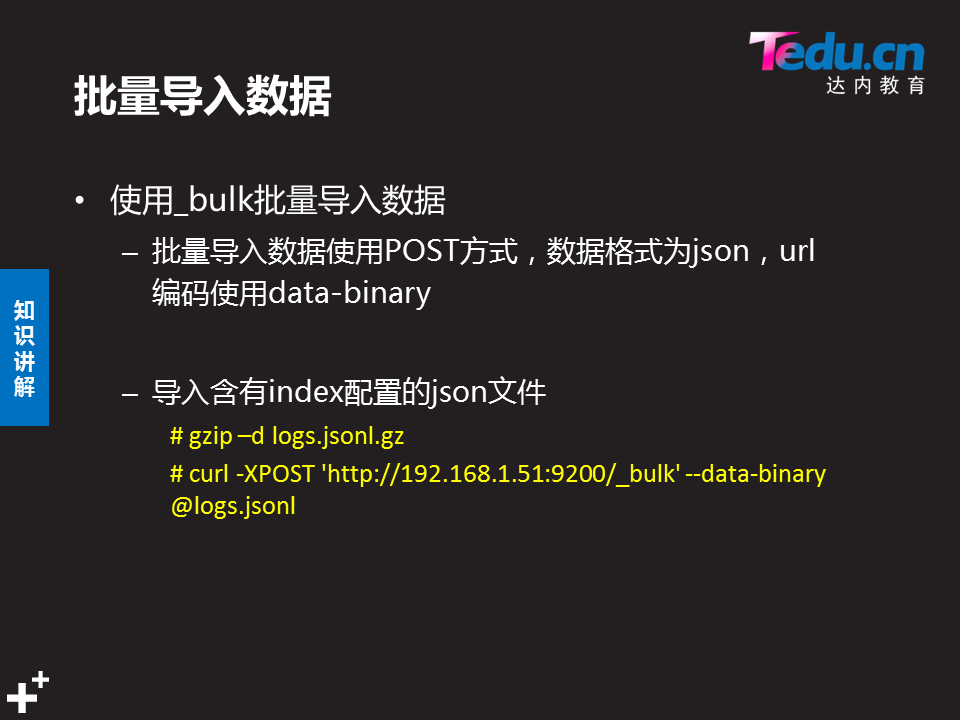 Tedu.cn
达内教育
批量导入数据
• 使用_bulk批量导入数据
– 批量导入数据使用POST方式，数据格式为json，url
编码使用data-binary
知识讲解
– 导入含有index配置的json文件
# gzip –d logs.jsonl.gz
# curl -XPOST 'http://192.168.1.51:9200/_bulk' --data-binary
@logs.jsonl